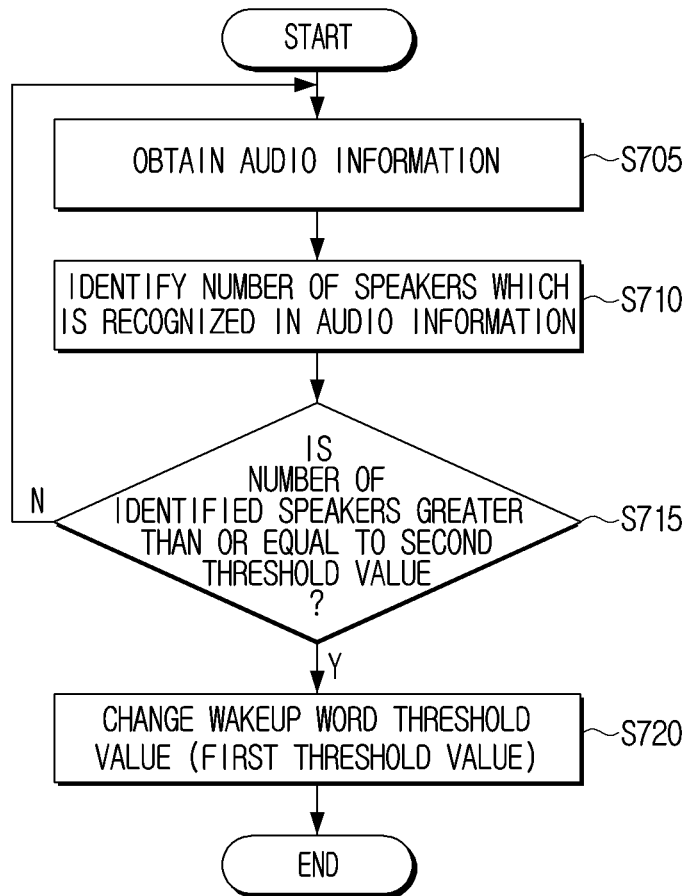 START
OBTAIN AUDIO INFORMATION
S705
IDENTIFY NUMBER OF SPEAKERS WHICH
IS RECOGNIZED IN AUDIO INFORMATION
S710
IS
NUMBER OF
IDENTIFIED SPEAKERS GREATER
THAN OR EQUAL TO SECOND
THRESHOLD VALUE
?
N
S715
Y
CHANGE WAKEUP WORD THRESHOLD
VALUE (FIRST THRESHOLD VALUE)
S720
END